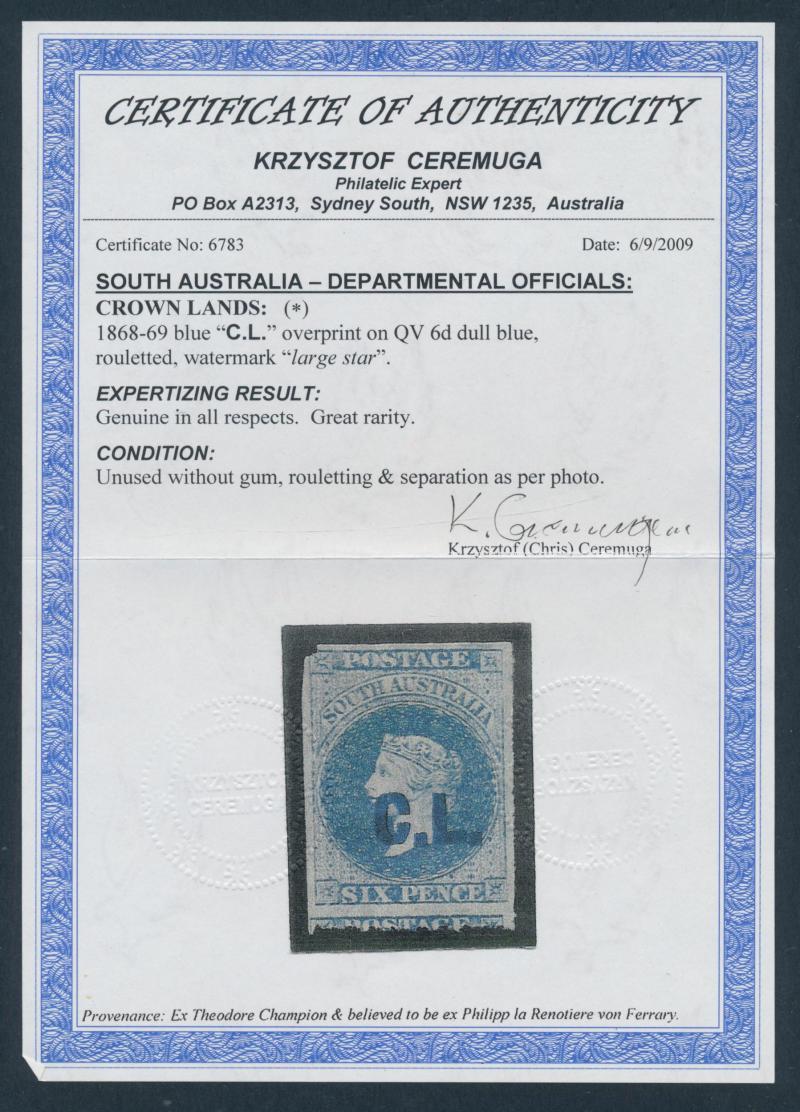 CERTIFICATE OF AUTHENTICITY
KRZYSZTOF CEREMUGA
Philatelic Expert
PO Box A2313, Sydney South, NSW 1235, Australia
Certificate No: 6783 Date: 6/9/2009
SOUTH AUSTRALIA – DEPARTMENTAL OFFICIALS:
CROWN LANDS: (*)
1868-69 blue “C.L.” overprint on QV 6d dull blue,
rouletted, watermark “large star”.
EXPERTIZING RESULT:
Genuine in all respects. Great rarity.
CONDITION:
Unused without gum, rouletting & separation as per photo.
K. Ceremuga
Krzysztof (Chris) Ceremuga
POSTAGE
SOUTH AUSTRALIA
C.L.
SIX PENCE
POSTAGE
KRZYSZTO
CEREMUGA
Provenance: Ex Theodore Champion & believed to be ex Philipp la Renotiere von Ferrary.